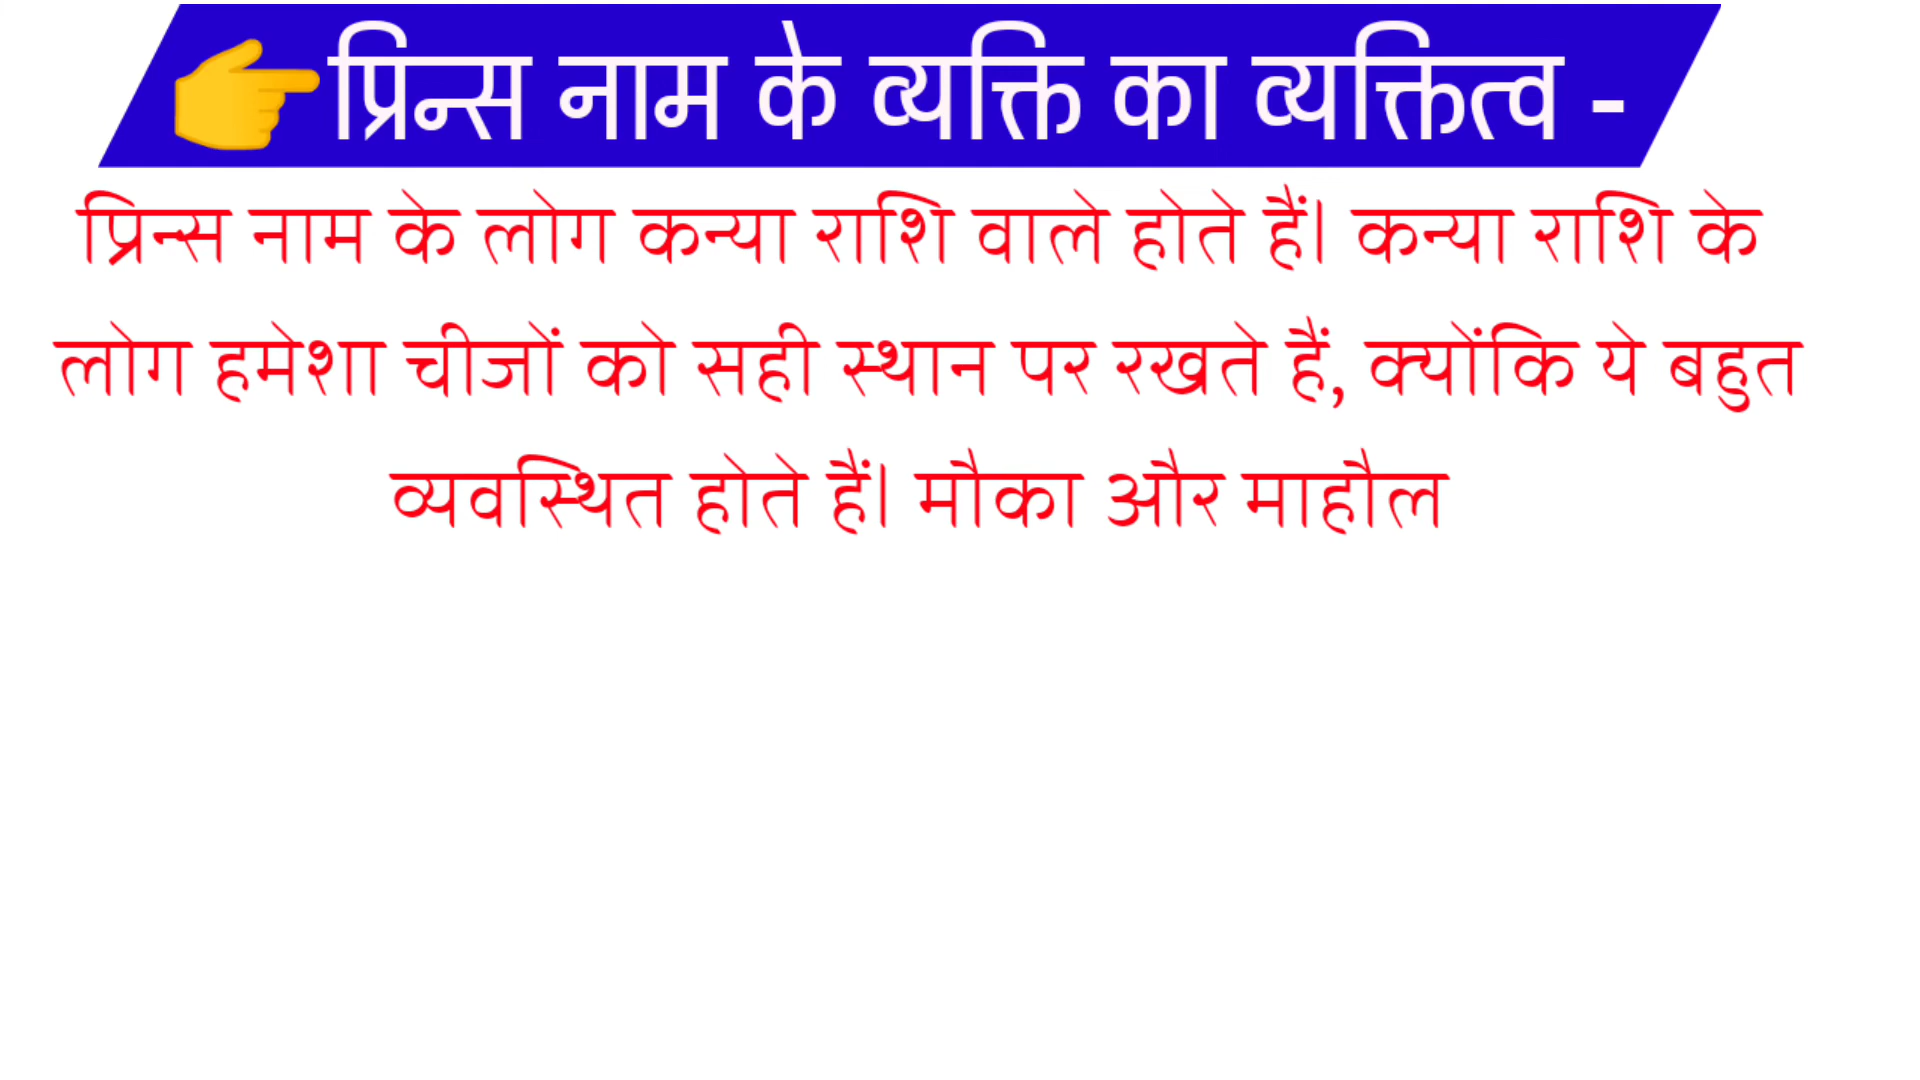 👉प्रिन्स नाम के व्यक्ति का व्यक्तित्व -
प्रिन्स नाम के लोग कन्या राशि वाले होते हैं। कन्या राशि के
लोग हमेशा चीजों को सही स्थान पर रखते हैं, क्योंकि ये बहुत
व्यवस्थित होते हैं। मौका और माहौल